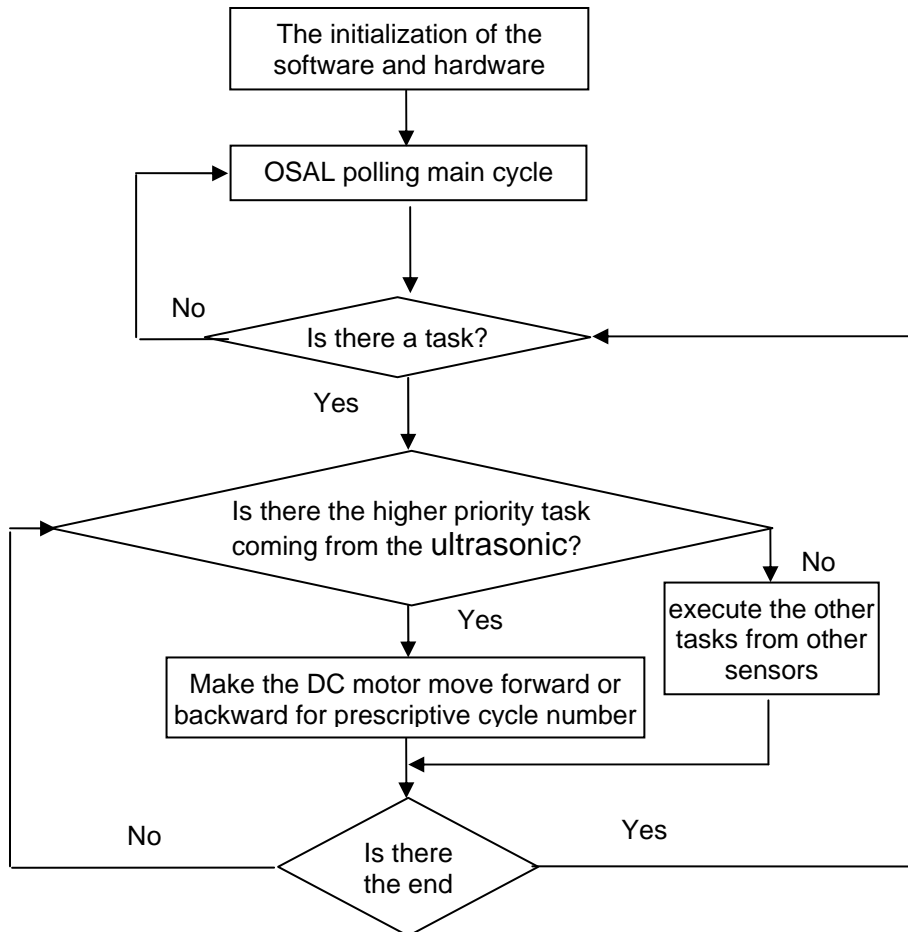 The initialization of the
software and hardware
OSAL polling main cycle
No
Is there a task?
Yes
Is there the higher priority task
coming from the ultrasonic?
No
Yes
execute the other
tasks from other
sensors
Make the DC motor move forward or
backward for prescriptive cycle number
No
Yes
Is there
the end